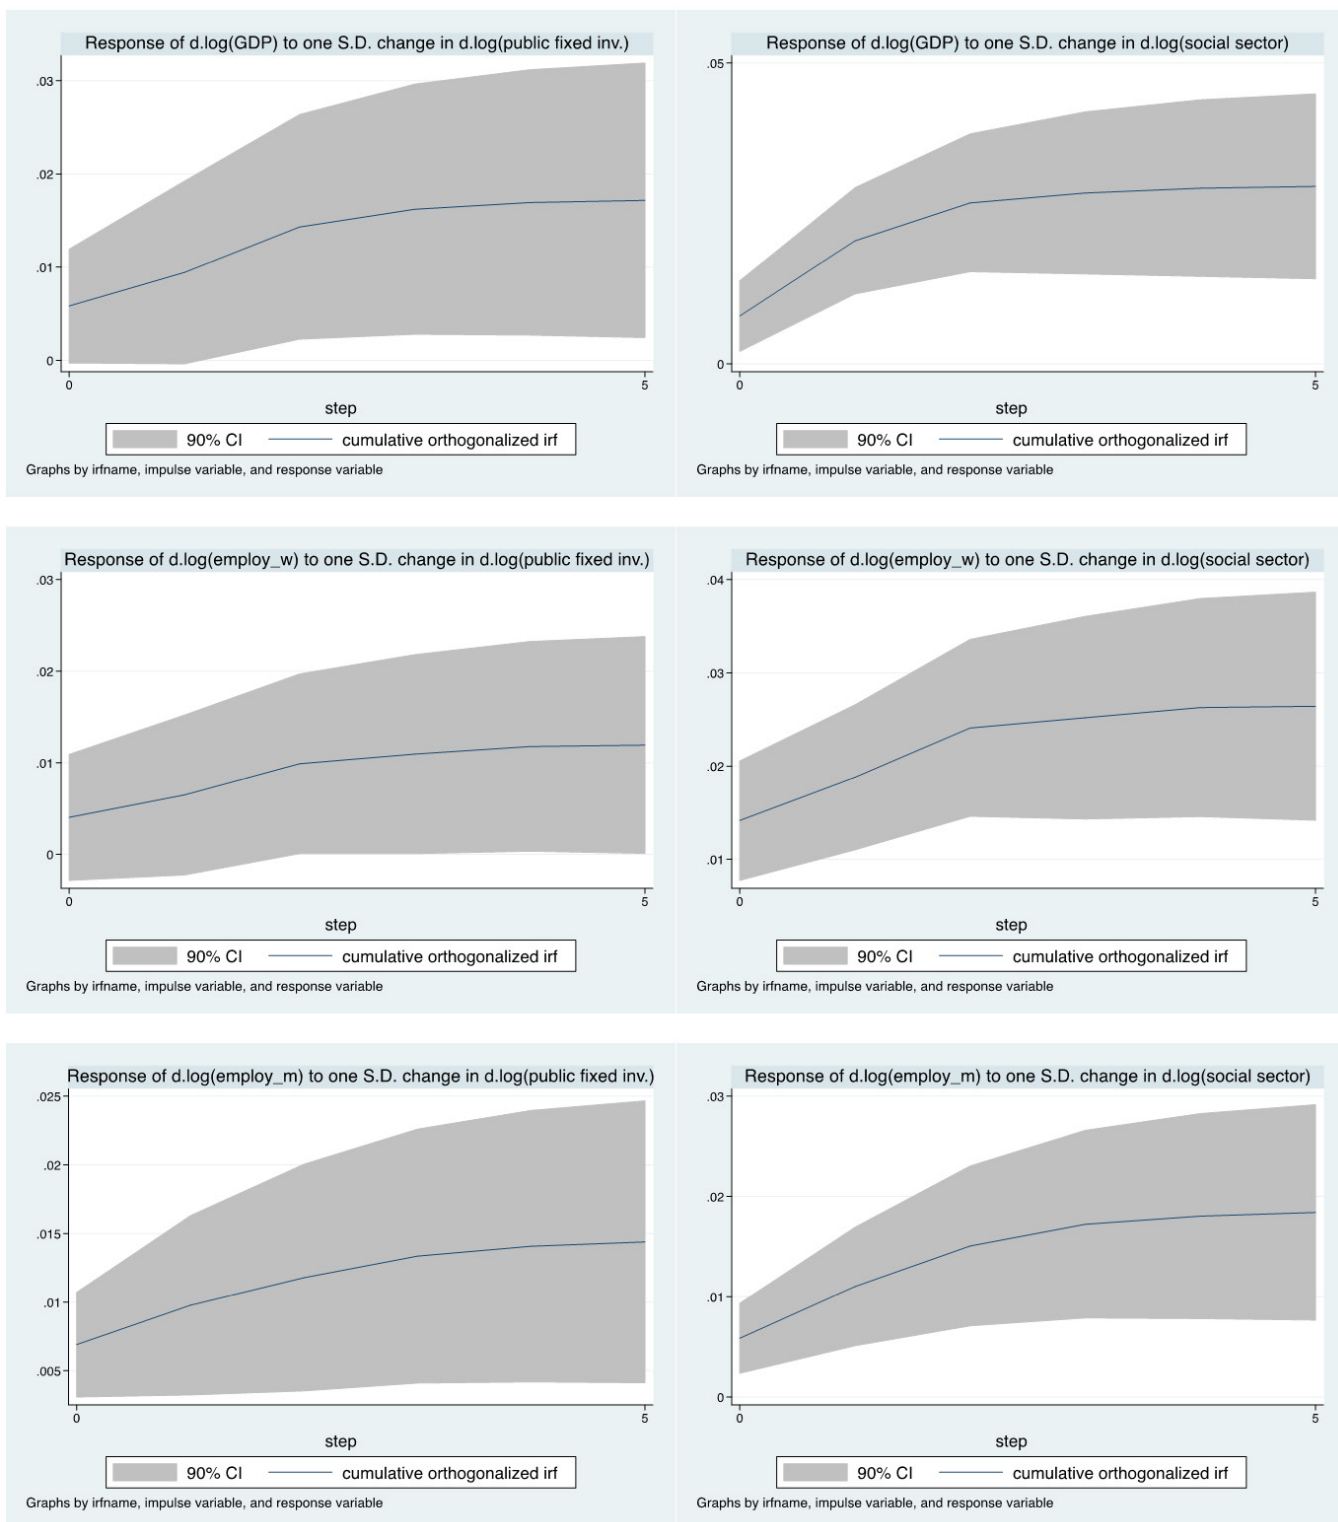 Response of d.log(GDP) to one S.D. change in d.log(public fixed inv.)
.03
.02
.01
0
0
5
step
90% CI
cumulative orthogonalized irf
Graphs by irfname, impulse variable, and response variable
Response of d.log(GDP) to one S.D. change in d.log(social sector)
.05
0
0
5
step
90% CI
cumulative orthogonalized irf
Graphs by irfname, impulse variable, and response variable
Response of d.log(employ_w) to one S.D. change in d.log(public fixed inv.)
.03
.02
.01
0
0
5
step
90% CI
cumulative orthogonalized irf
Graphs by irfname, impulse variable, and response variable
Response of d.log(employ_w) to one S.D. change in d.log(social sector)
.04
.03
.02
.01
0
5
step
90% CI
cumulative orthogonalized irf
Graphs by irfname, impulse variable, and response variable
Response of d.log(employ_m) to one S.D. change in d.log(public fixed inv.)
.025
.02
.015
.01
.005
0
5
step
90% CI
cumulative orthogonalized irf
Graphs by irfname, impulse variable, and response variable
Response of d.log(employ_m) to one S.D. change in d.log(social sector)
.03
.02
.01
0
0
5
step
90% CI
cumulative orthogonalized irf
Graphs by irfname, impulse variable, and response variable